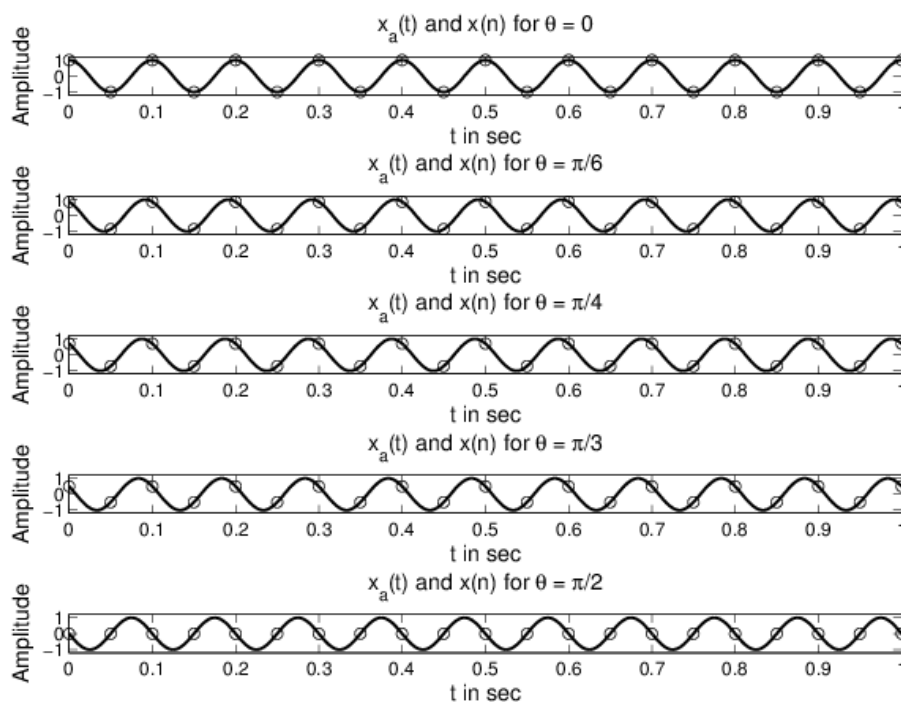 x_a(t) and x(n) for θ = 0
Amplitude
1
0
−1
0 0.1 0.2 0.3 0.4 0.5 0.6 0.7 0.8 0.9 1
t in sec
x_a(t) and x(n) for θ = π/6
Amplitude
1
0
−1
0 0.1 0.2 0.3 0.4 0.5 0.6 0.7 0.8 0.9 1
t in sec
x_a(t) and x(n) for θ = π/4
Amplitude
1
0
−1
0 0.1 0.2 0.3 0.4 0.5 0.6 0.7 0.8 0.9 1
t in sec
x_a(t) and x(n) for θ = π/3
Amplitude
1
0
−1
0 0.1 0.2 0.3 0.4 0.5 0.6 0.7 0.8 0.9 1
t in sec
x_a(t) and x(n) for θ = π/2
Amplitude
1
0
−1
0 0.1 0.2 0.3 0.4 0.5 0.6 0.7 0.8 0.9 1
t in sec